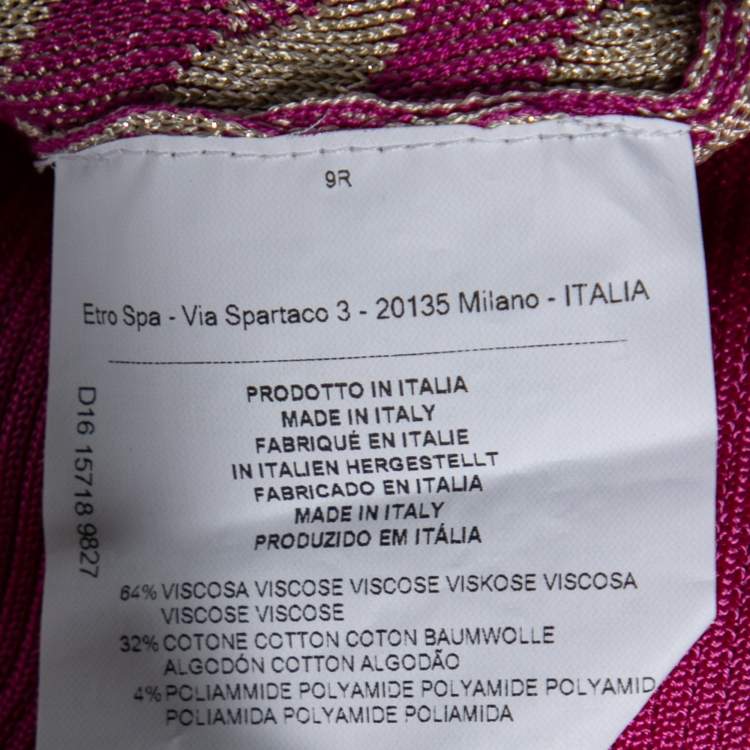 9R
Etro Spa - Via Spartaco 3 - 20135 Milano - ITALIA
PRODOTTO IN ITALIA
MADE IN ITALY
FABRIQUÉ EN ITALIE
IN ITALIEN HERGESTELLT
FABRICADO EN ITALIA
MADE IN ITALY
PRODUZIDO EM ITÁLIA
D16 15718 9827
64% VISCOSA VISCOSE VISCOSE VISKOSE VISCOSA
VISCOSE VISCOSE
32% COTONE COTTON COTON BAUMWOLLE
ALGODÓN COTTON ALGODÃO
4% POLIAMMIDE POLYAMIDE POLYAMIDE POLYAMID
POLIAMIDA POLYAMIDE POLIAMIDA